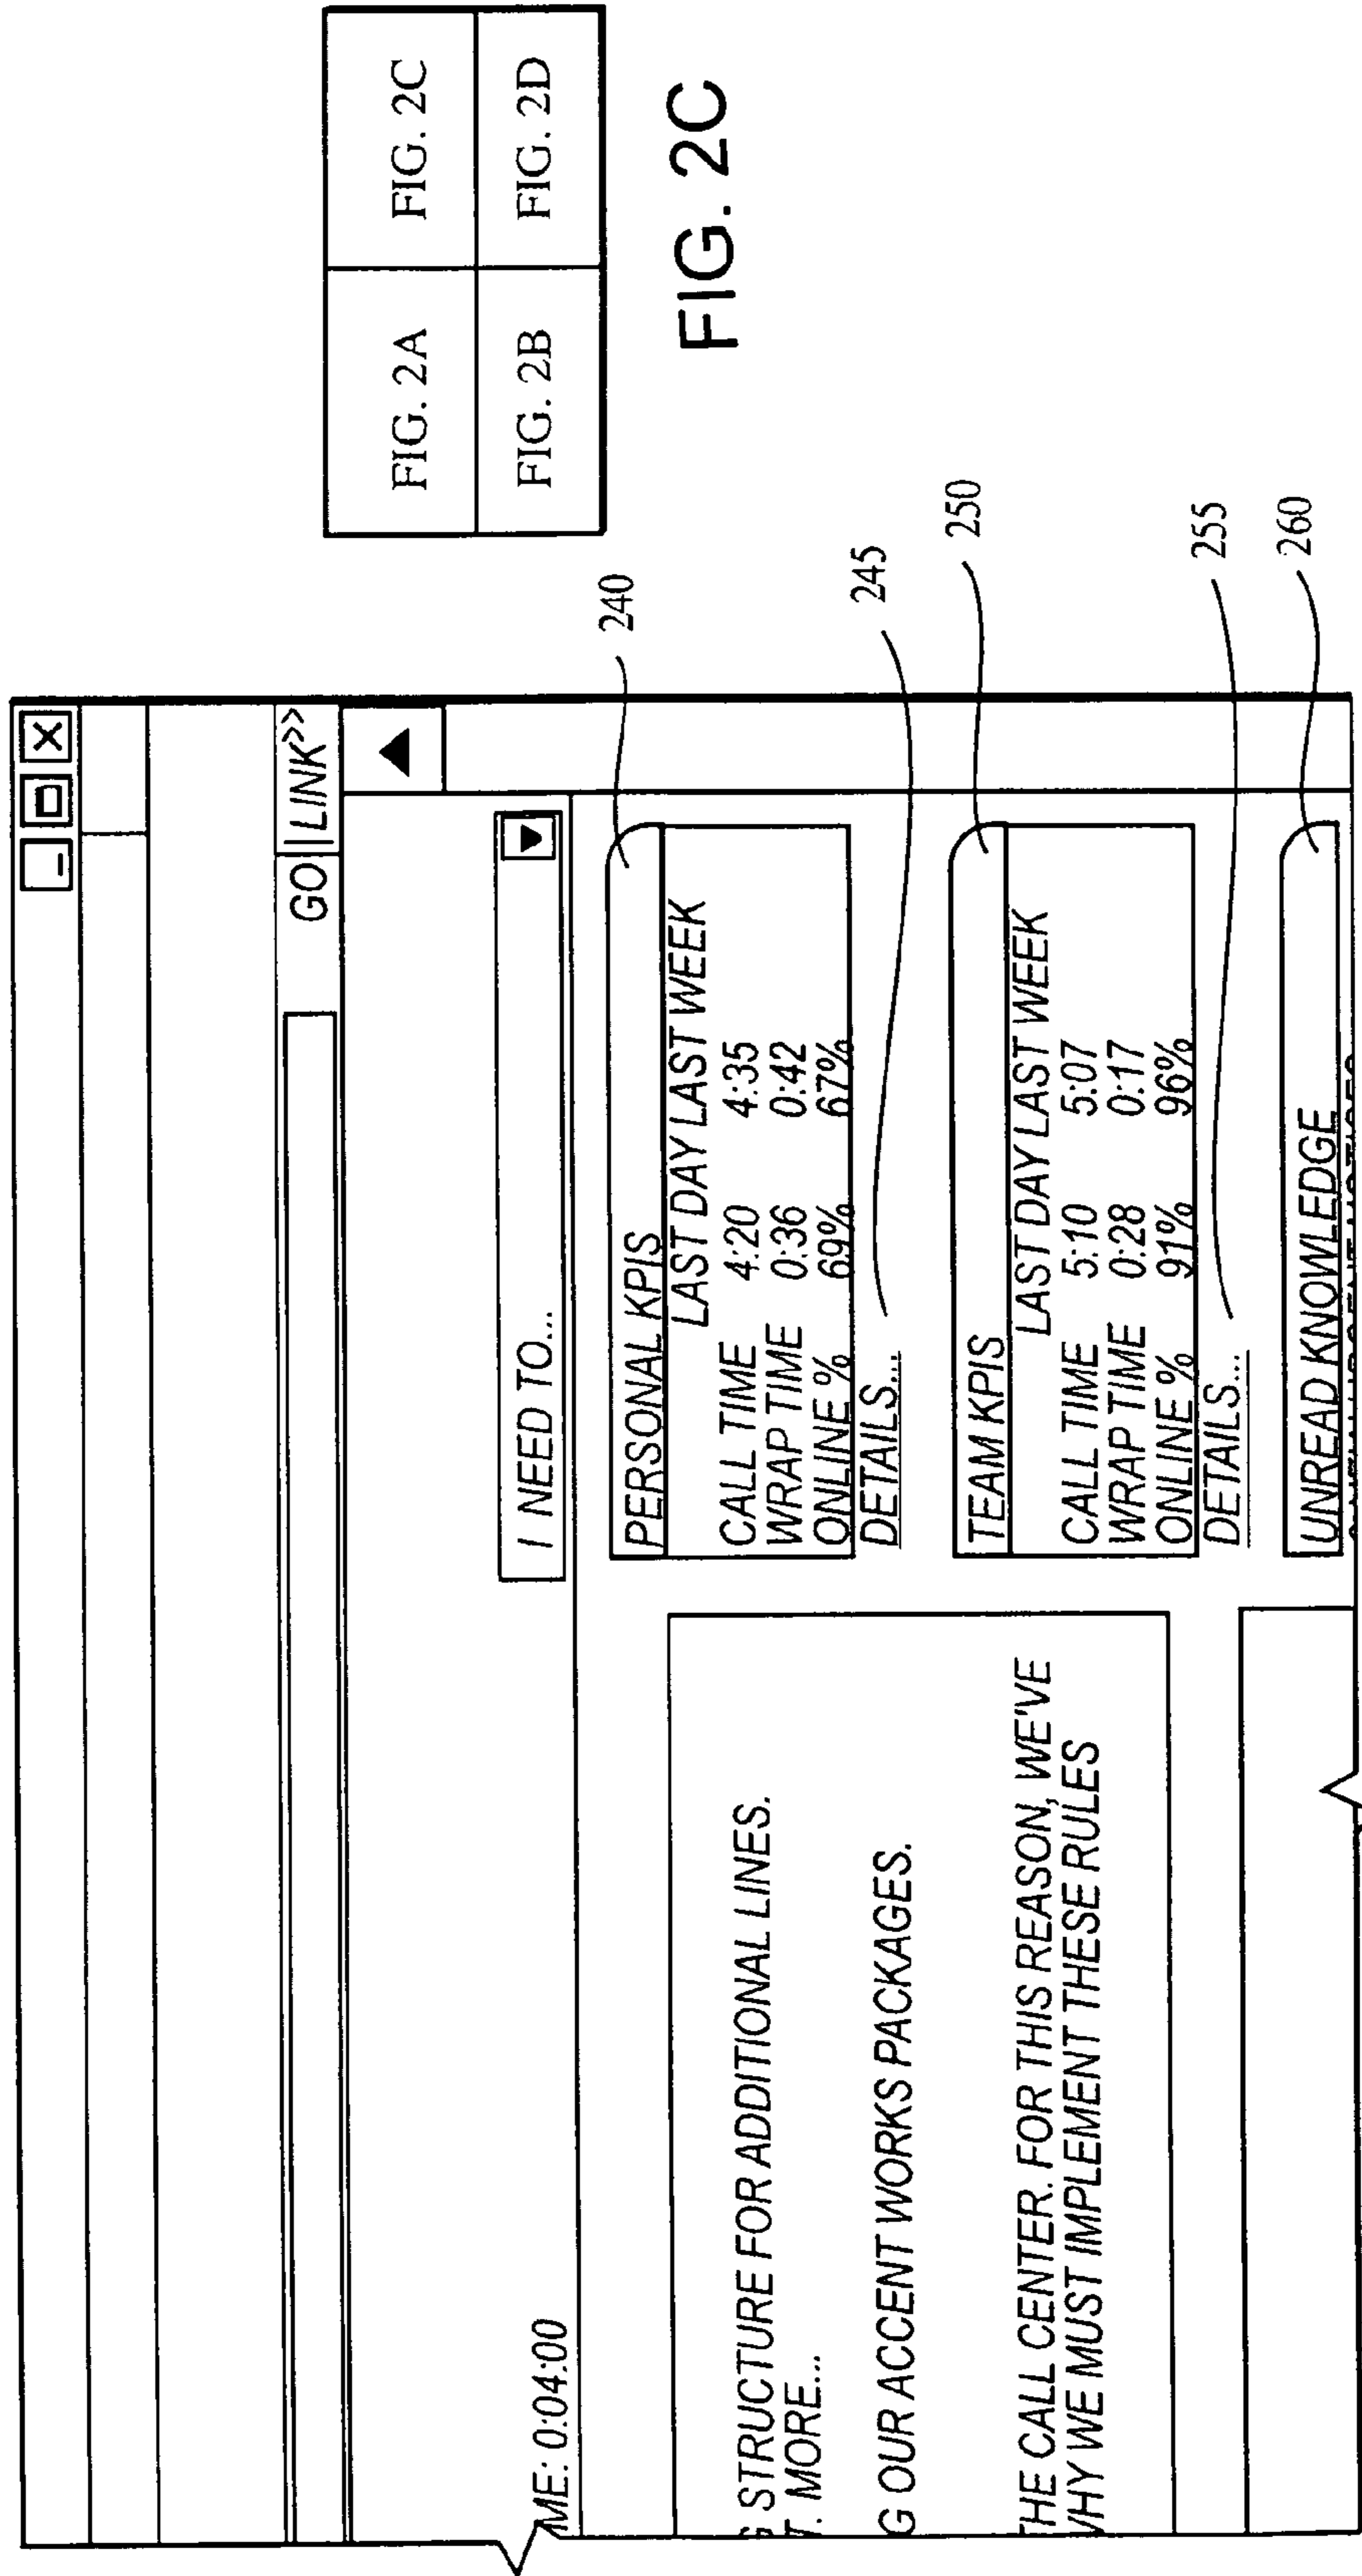 GO LINK>>
ME: 0:04:00
I NEED TO...
STRUCTURE FOR ADDITIONAL LINES.
T. MORE...
G OUR ACCENT WORKS PACKAGES.
THE CALL CENTER. FOR THIS REASON, WE'VE
WHY WE MUST IMPLEMENT THESE RULES
PERSONAL KPIS
LAST DAY LAST WEEK
CALL TIME 4:20 4:35
WRAP TIME 0:36 0:42
ONLINE % 69% 67%
DETAILS...
TEAM KPIS
LAST DAY LAST WEEK
CALL TIME 5:10 5:07
WRAP TIME 0:28 0:17
ONLINE % 91% 96%
DETAILS...
UNREAD KNOWLEDGE
240
245
250
255
260
FIG. 2A FIG. 2C
FIG. 2B FIG. 2D
FIG. 2C